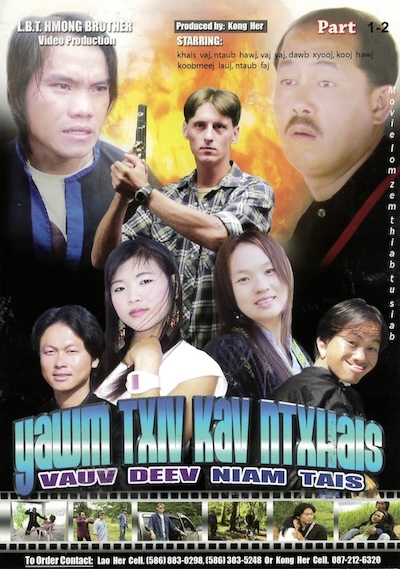 L.B.T. HMONG BRUTHER
Video Production
Produced by: Kong Her
Part 1-2
STARRING:
khais vaj, ntaub hawj, vaj yaj, dawb xyooj, kooj hawj
koobmeej lauj, ntaub faj
Movie lom zem thiab tu siab
yawm TXIV Kav NTXHais
VAUV DEEV NIAM TAIS
To Order Contact: Lao Her Cell. (586) 883-0298, (586) 303-5248 Or Kong Her Cell. 087-212-6320